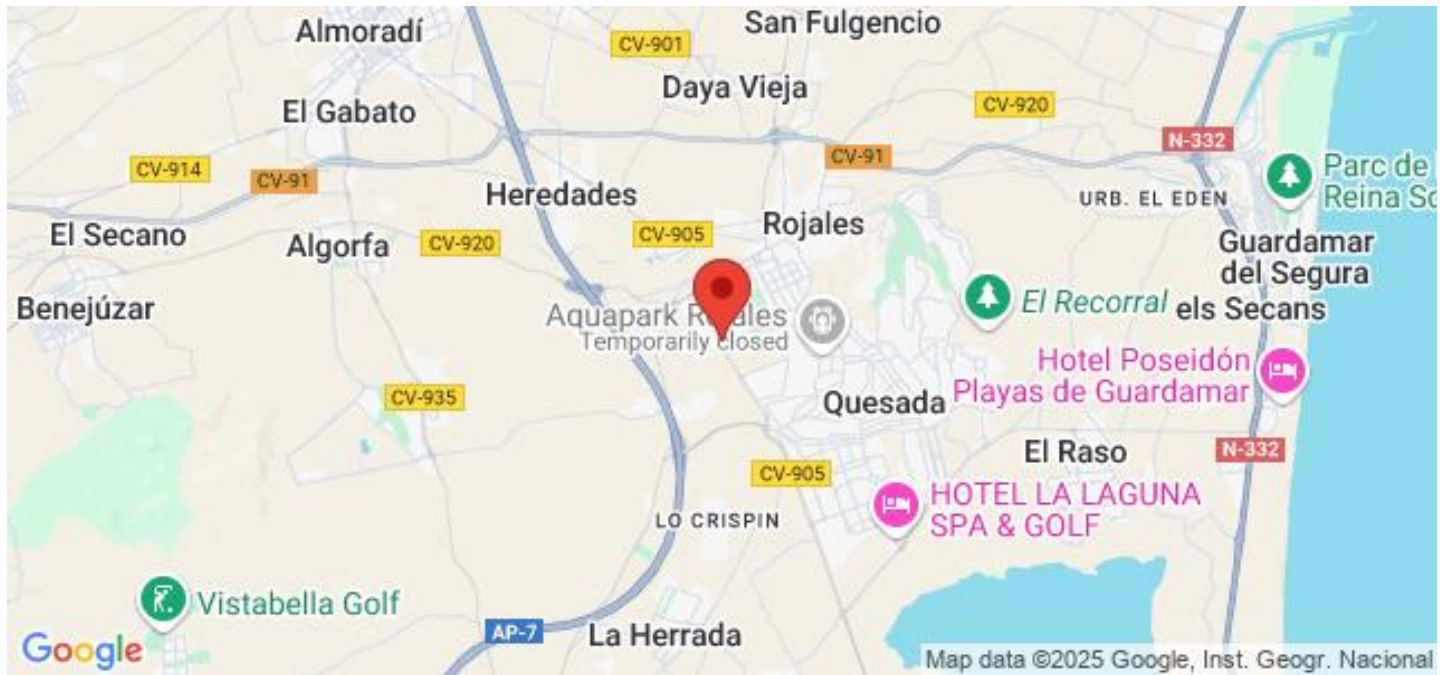 Almoradí
San Fulgencio
CV-901
Daya Vieja
CV-920
El Gabato
N-332
CV-91
CV-914
Parc de
Reina So
CV-91
Heredades
URB. EL EDEN
Rojales
El Secano
CV-905
Algorfa
CV-920
Guardamar
del Segura
Benejúzar
El Recorral
els Secans
Aquapark Rojales
Temporarily closed
Hotel Poseidón
Playas de Guardamar
CV-935
Quesada
El Raso
N-332
CV-905
HOTEL LA LAGUNA
SPA & GOLF
LO CRISPIN
Vistabella Golf
AP-7
La Herrada
Google
Map data ©2025 Google, Inst. Geogr. Nacional